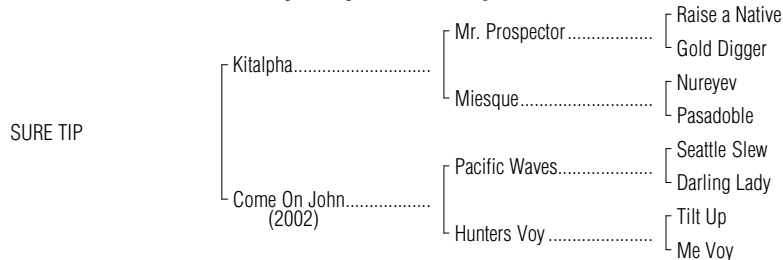 Raise a Native
Mr. Prospector..................
Gold Digger
Kitalpha............................
Nureyev
Miesque............................
Pasadoble
SURE TIP
Seattle Slew
Pacific Waves....................
Darling Lady
Come On John..................
(2002)
Tilt Up
Hunters Voy ......................
Me Voy